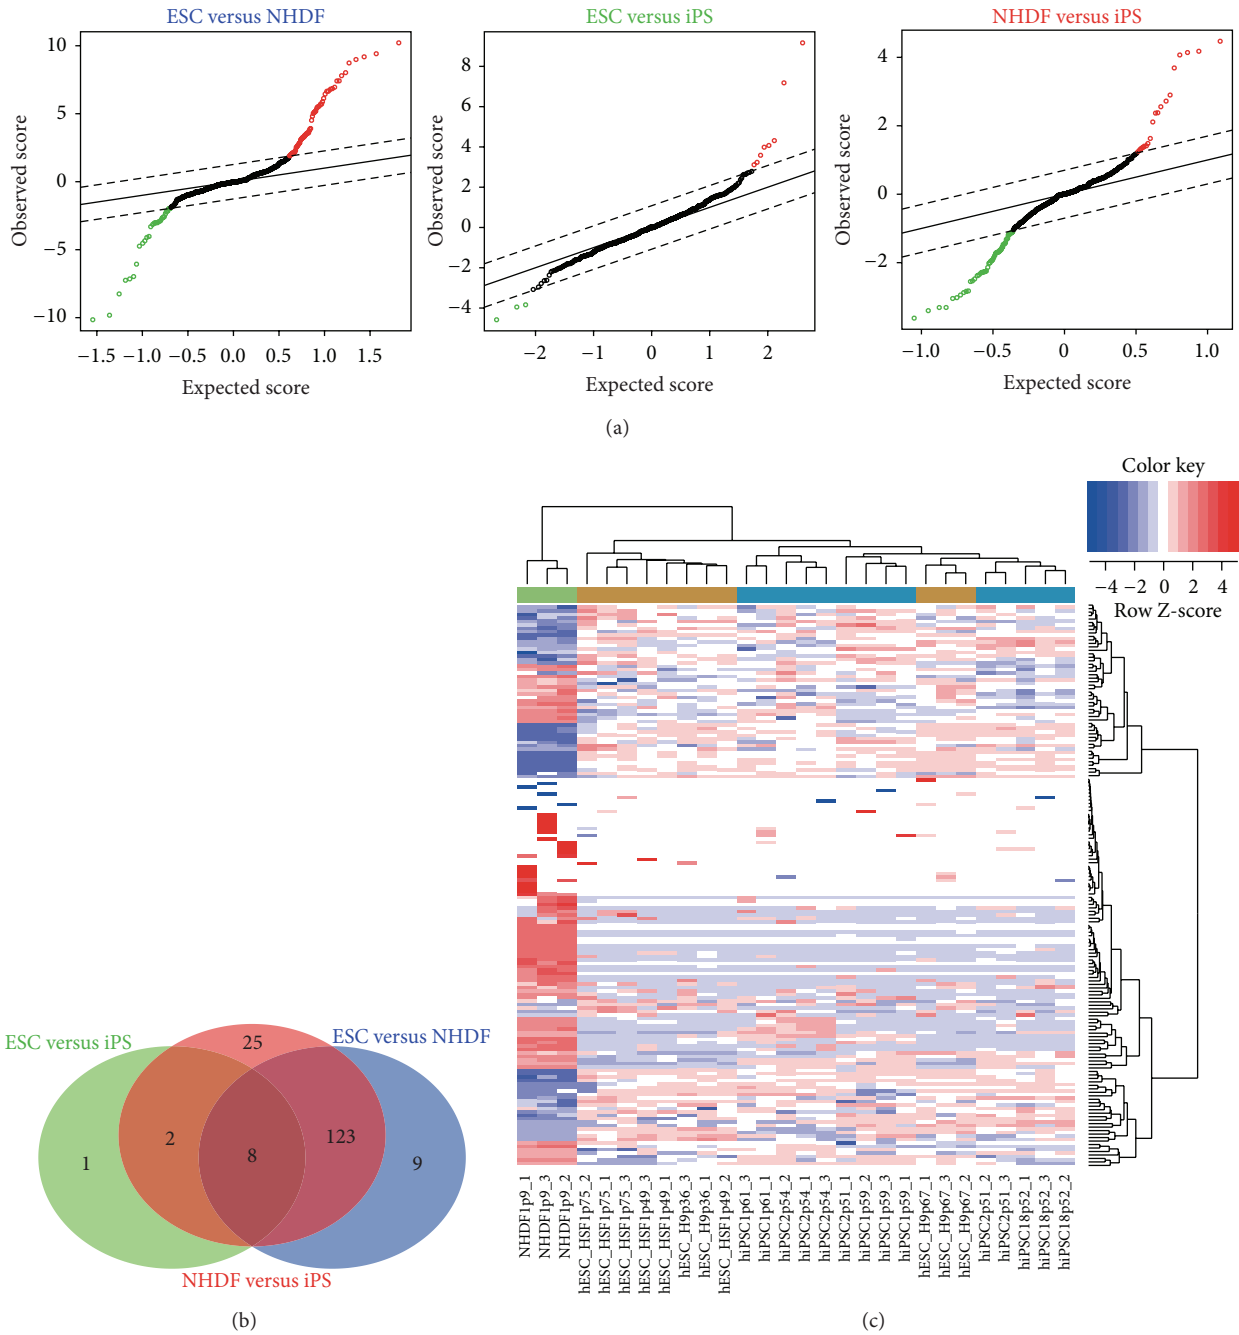 ESC versus NHDF
ESC versus iPS
NHDF versus iPS
10
5
0
−5
−10
Observed score
−1.5 −1.0 −0.5 0.0 0.5 1.0 1.5
Expected score
8
6
4
2
0
−2
−4
Observed score
−2 −1 0 1 2
Expected score
4
2
0
−2
Observed score
−1.0 −0.5 0 0.5 1.0
Expected score
(a)
Color key
−4 −2 0 2 4
Row Z-score
ESC versus iPS
25
ESC versus NHDF
2
123
1
8
9
NHDF versus iPS
(b)
NHDF1p9_1
NHDF1p9_3
NHDF1p9_2
hESC_HSF1p75_2
hESC_HSF1p75_1
hESC_HSF1p75_3
hESC_HSF1p49_3
hESC_HSF1p49_1
hESC_H9p36_3
hESC_H9p36_1
hESC_HSF1p49_2
hiPSC1p61_3
hiPSC1p61_1
hiPSC2p54_2
hiPSC2p54_1
hiPSC2p54_3
hiPSC2p51_1
hiPSC1p59_2
hiPSC1p59_3
hiPSC1p59_1
hESC_H9p67_1
hESC_H9p67_3
hESC_H9p67_2
hiPSC2p51_2
hiPSC2p51_3
hiPSC18p52_1
hiPSC18p52_3
hiPSC18p52_2
(c)